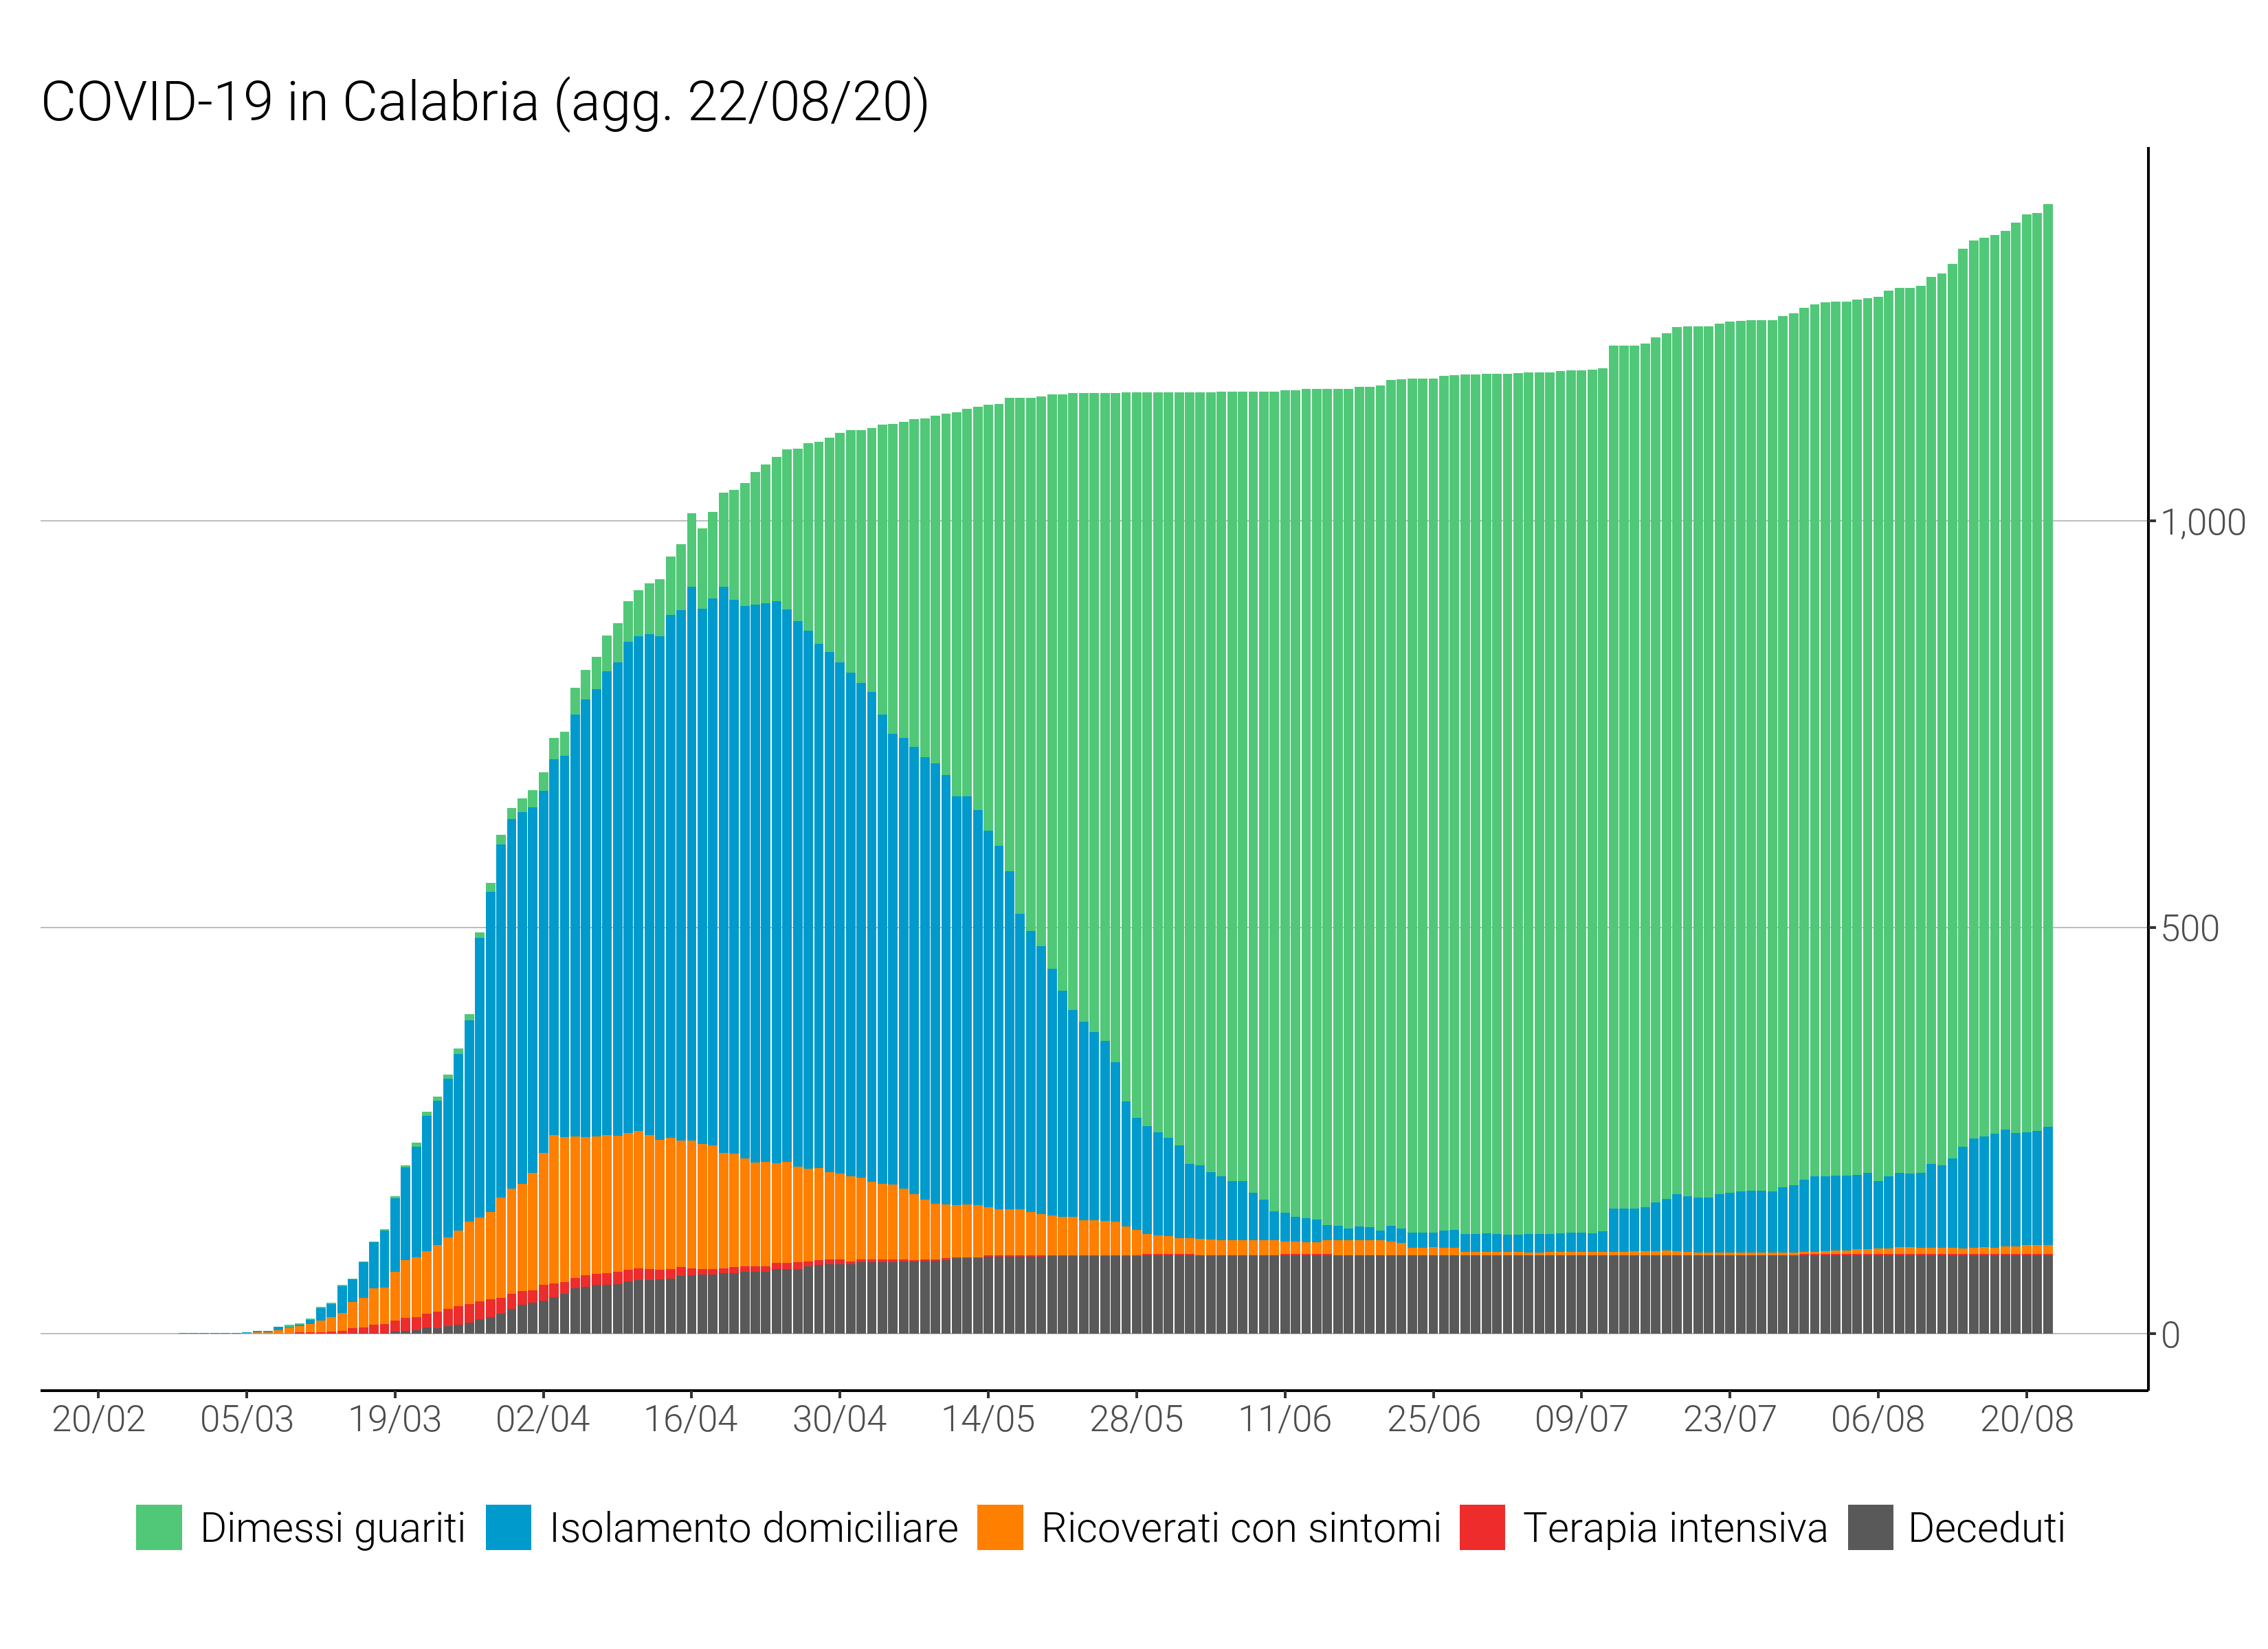 COVID-19 in Calabria (agg. 22/08/20)
1,000
500
0
20/02 05/03 19/03 02/04 16/04 30/04 14/05 28/05 11/06 25/06 09/07 23/07 06/08 20/08
Dimessi guariti Isolamento domiciliare Ricoverati con sintomi Terapia intensiva Deceduti